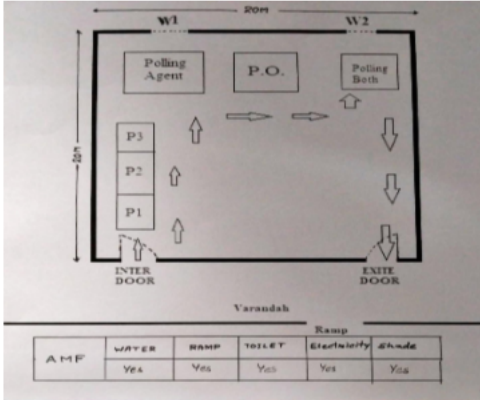 20M
W1
W2
Polling
Agent
P.O.
Polling
Both
20M
P3
P2
P1
INTER
DOOR
EXITE
DOOR
Varandah
Ramp
AMF
WATER
RAMP
TOILET
Electricity
Shade
Yes
Yes
Yes
Yes
Yes